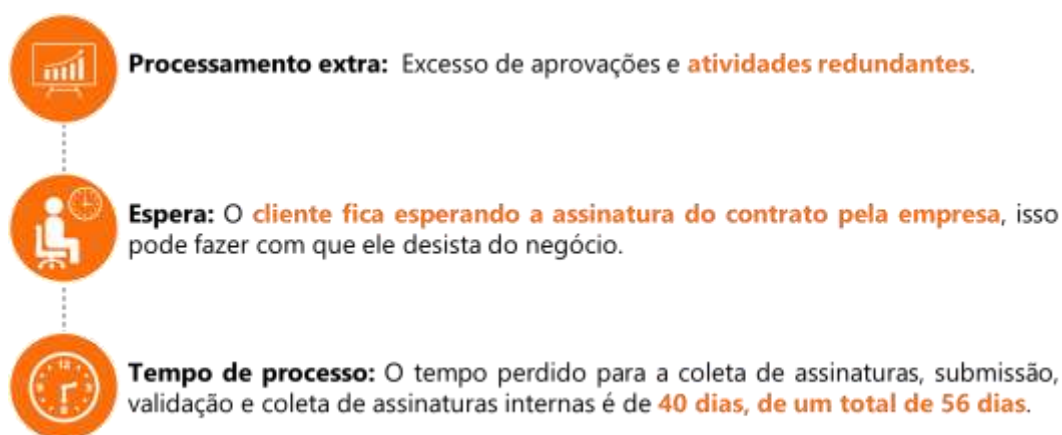 Processamento extra: Excesso de aprovações e atividades redundantes.
Espera: O cliente fica esperando a assinatura do contrato pela empresa, isso
pode fazer com que ele desista do negócio.
Tempo de processo: O tempo perdido para a coleta de assinaturas, submissão,
validação e coleta de assinaturas internas é de 40 dias, de um total de 56 dias.